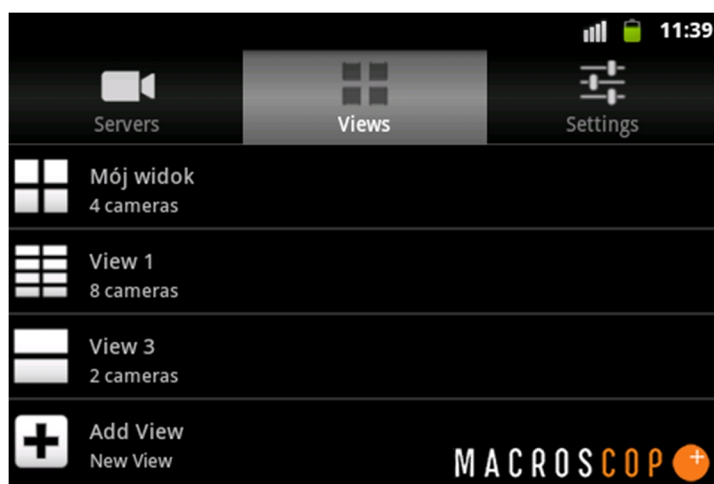 11:39
Servers
Views
Settings
Mój widok
4 cameras
View 1
8 cameras
View 3
2 cameras
Add View
New View
MACROSCOP